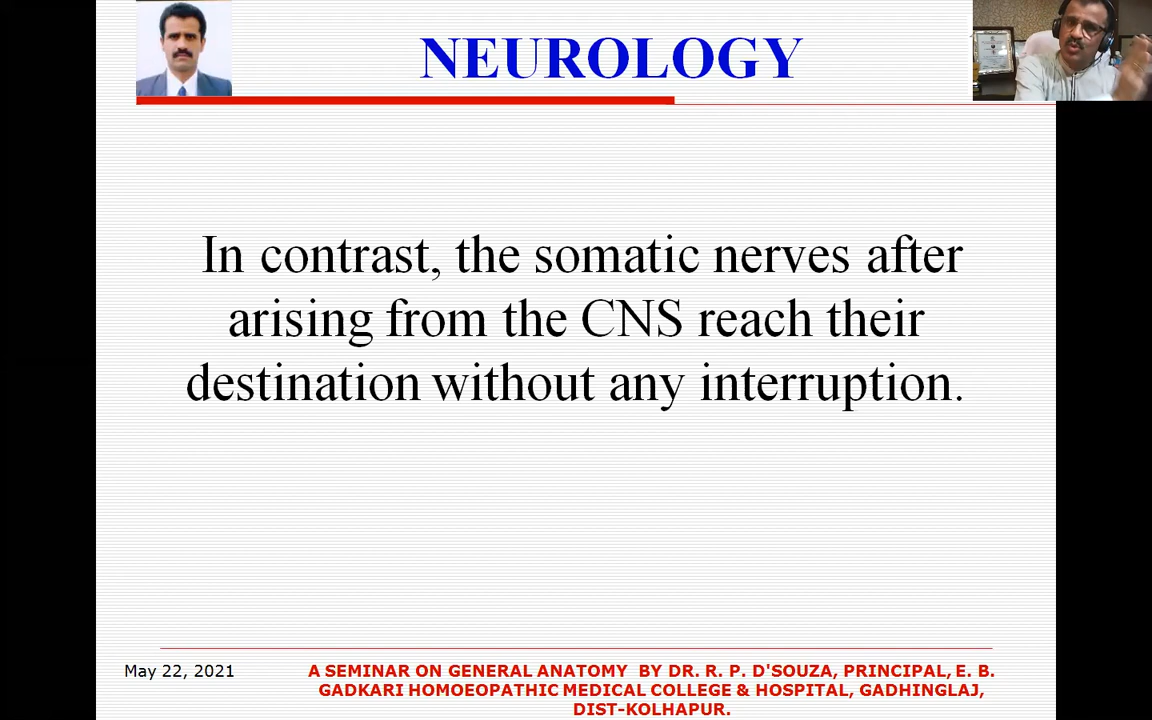 NEUROLOGY
In contrast, the somatic nerves after
arising from the CNS reach their
destination without any interruption.
May 22, 2021
A SEMINAR ON GENERAL ANATOMY BY DR. R. P. D'SOUZA, PRINCIPAL, E. B.
GADKARI HOMOEOPATHIC MEDICAL COLLEGE & HOSPITAL, GADHINGLAJ,
DIST-KOLHAPUR.